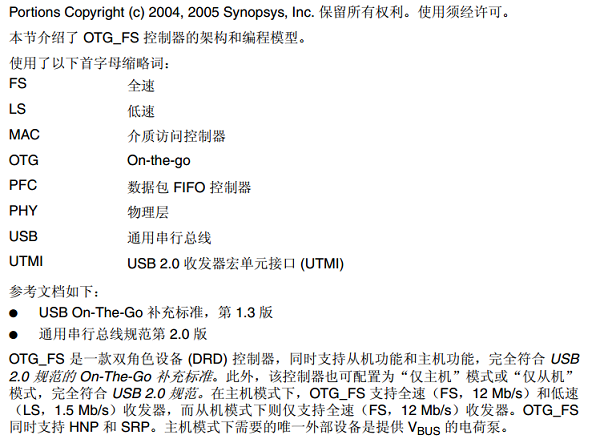 Portions Copyright (c) 2004, 2005 Synopsys, Inc. 保留所有权利。使用须经许可。
本节介绍了 OTG_FS 控制器的架构和编程模型。
使用了以下首字母缩略词：
FS 全速
LS 低速
MAC 介质访问控制器
OTG On-the-go
PFC 数据包 FIFO 控制器
PHY 物理层
USB 通用串行总线
UTMI USB 2.0 收发器宏单元接口 (UTMI)
参考文档如下：
● USB On-The-Go 补充标准，第 1.3 版
● 通用串行总线规范第 2.0 版
OTG_FS 是一款双角色设备 (DRD) 控制器，同时支持从机功能和主机功能，完全符合 USB
2.0 规范的 On-The-Go 补充标准。此外，该控制器也可配置为“仅主机”模式或“仅从机”
模式，完全符合 USB 2.0 规范。在主机模式下，OTG_FS 支持全速（FS，12 Mb/s）和低速
（LS，1.5 Mb/s）收发器，而从机模式下则仅支持全速（FS，12 Mb/s）收发器。OTG_FS
同时支持 HNP 和 SRP。主机模式下需要的唯一外部设备是提供 VBUS 的电荷泵。